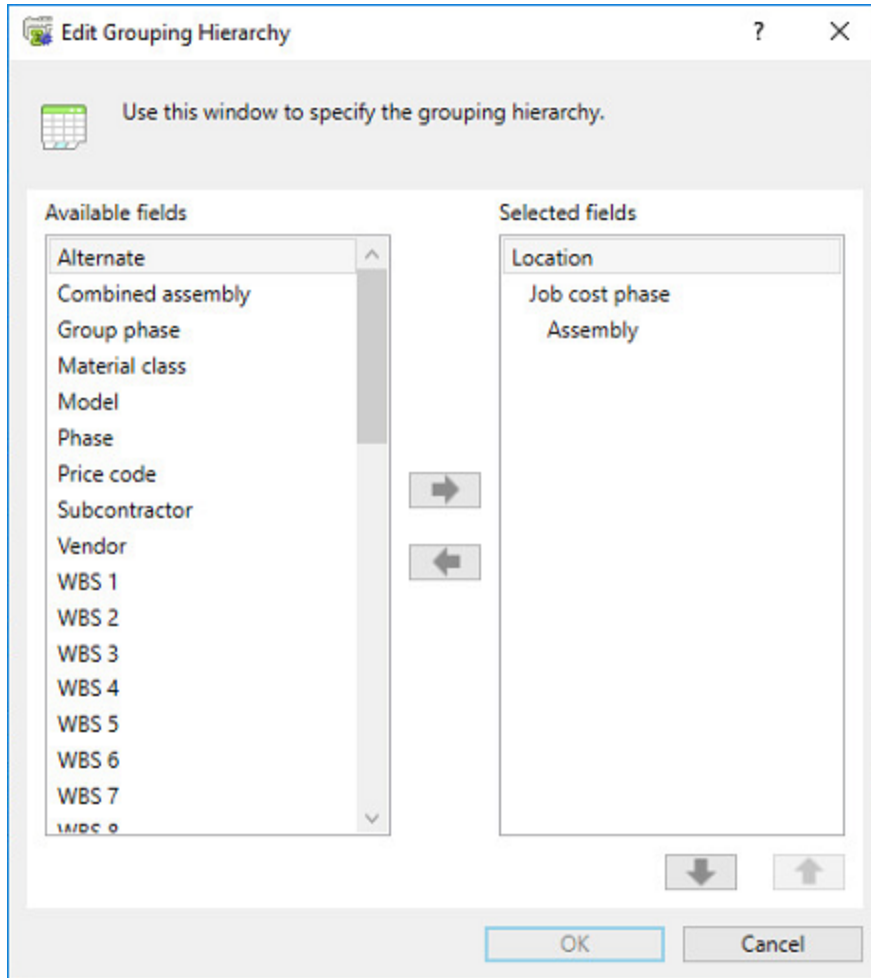 Edit Grouping Hierarchy
?
Use this window to specify the grouping hierarchy.
Available fields
Alternate
Combined assembly
Group phase
Material class
Model
Phase
Price code
Subcontractor
Vendor
WBS 1
WBS 2
WBS 3
WBS 4
WBS 5
WBS 6
WBS 7
WBS 8
Selected fields
Location
Job cost phase
Assembly
OK
Cancel